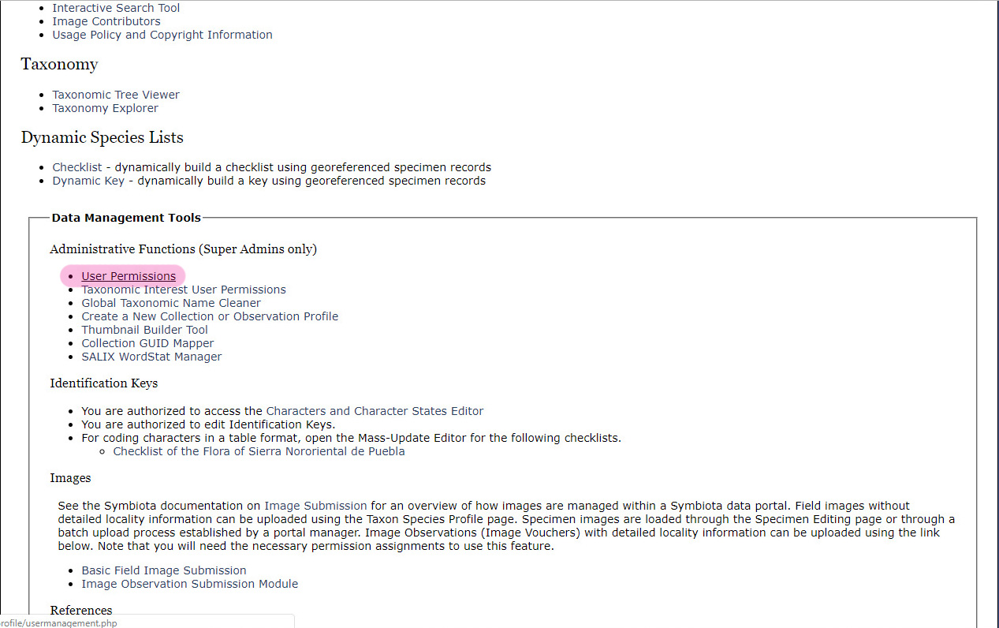 Interactive Search Tool
Image Contributors
Usage Policy and Copyright Information
Taxonomy
Taxonomic Tree Viewer
Taxonomy Explorer
Dynamic Species Lists
Checklist - dynamically build a checklist using georeferenced specimen records
Dynamic Key - dynamically build a key using georeferenced specimen records
Data Management Tools
Administrative Functions (Super Admins only)
User Permissions
Taxonomic Interest User Permissions
Global Taxonomic Name Cleaner
Create a New Collection or Observation Profile
Thumbnail Builder Tool
Collection GUID Mapper
SALIX WordStat Manager
Identification Keys
You are authorized to access the Characters and Character States Editor
You are authorized to edit Identification Keys.
For coding characters in a table format, open the Mass-Update Editor for the following checklists.
Checklist of the Flora of Sierra Nororiental de Puebla
Images
See the Symbiota documentation on Image Submission for an overview of how images are managed within a Symbiota data portal. Field images without
detailed locality information can be uploaded using the Taxon Species Profile page. Specimen images are loaded through the Specimen Editing page or through a
batch upload process established by a portal manager. Image Observations (Image Vouchers) with detailed locality information can be uploaded using the link
below. Note that you will need the necessary permission assignments to use this feature.
Basic Field Image Submission
Image Observation Submission Module
References
rofile/usermanagement.php